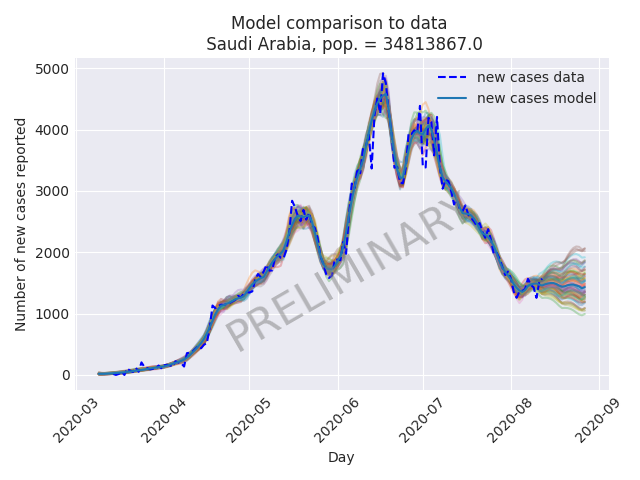 Model comparison to data
Saudi Arabia, pop. = 34813867.0
new cases data
new cases model
Number of new cases reported
5000
4000
3000
2000
1000
0
PRELIMINARY
2020-03
2020-04
2020-05
2020-06
2020-07
2020-08
2020-09
Day